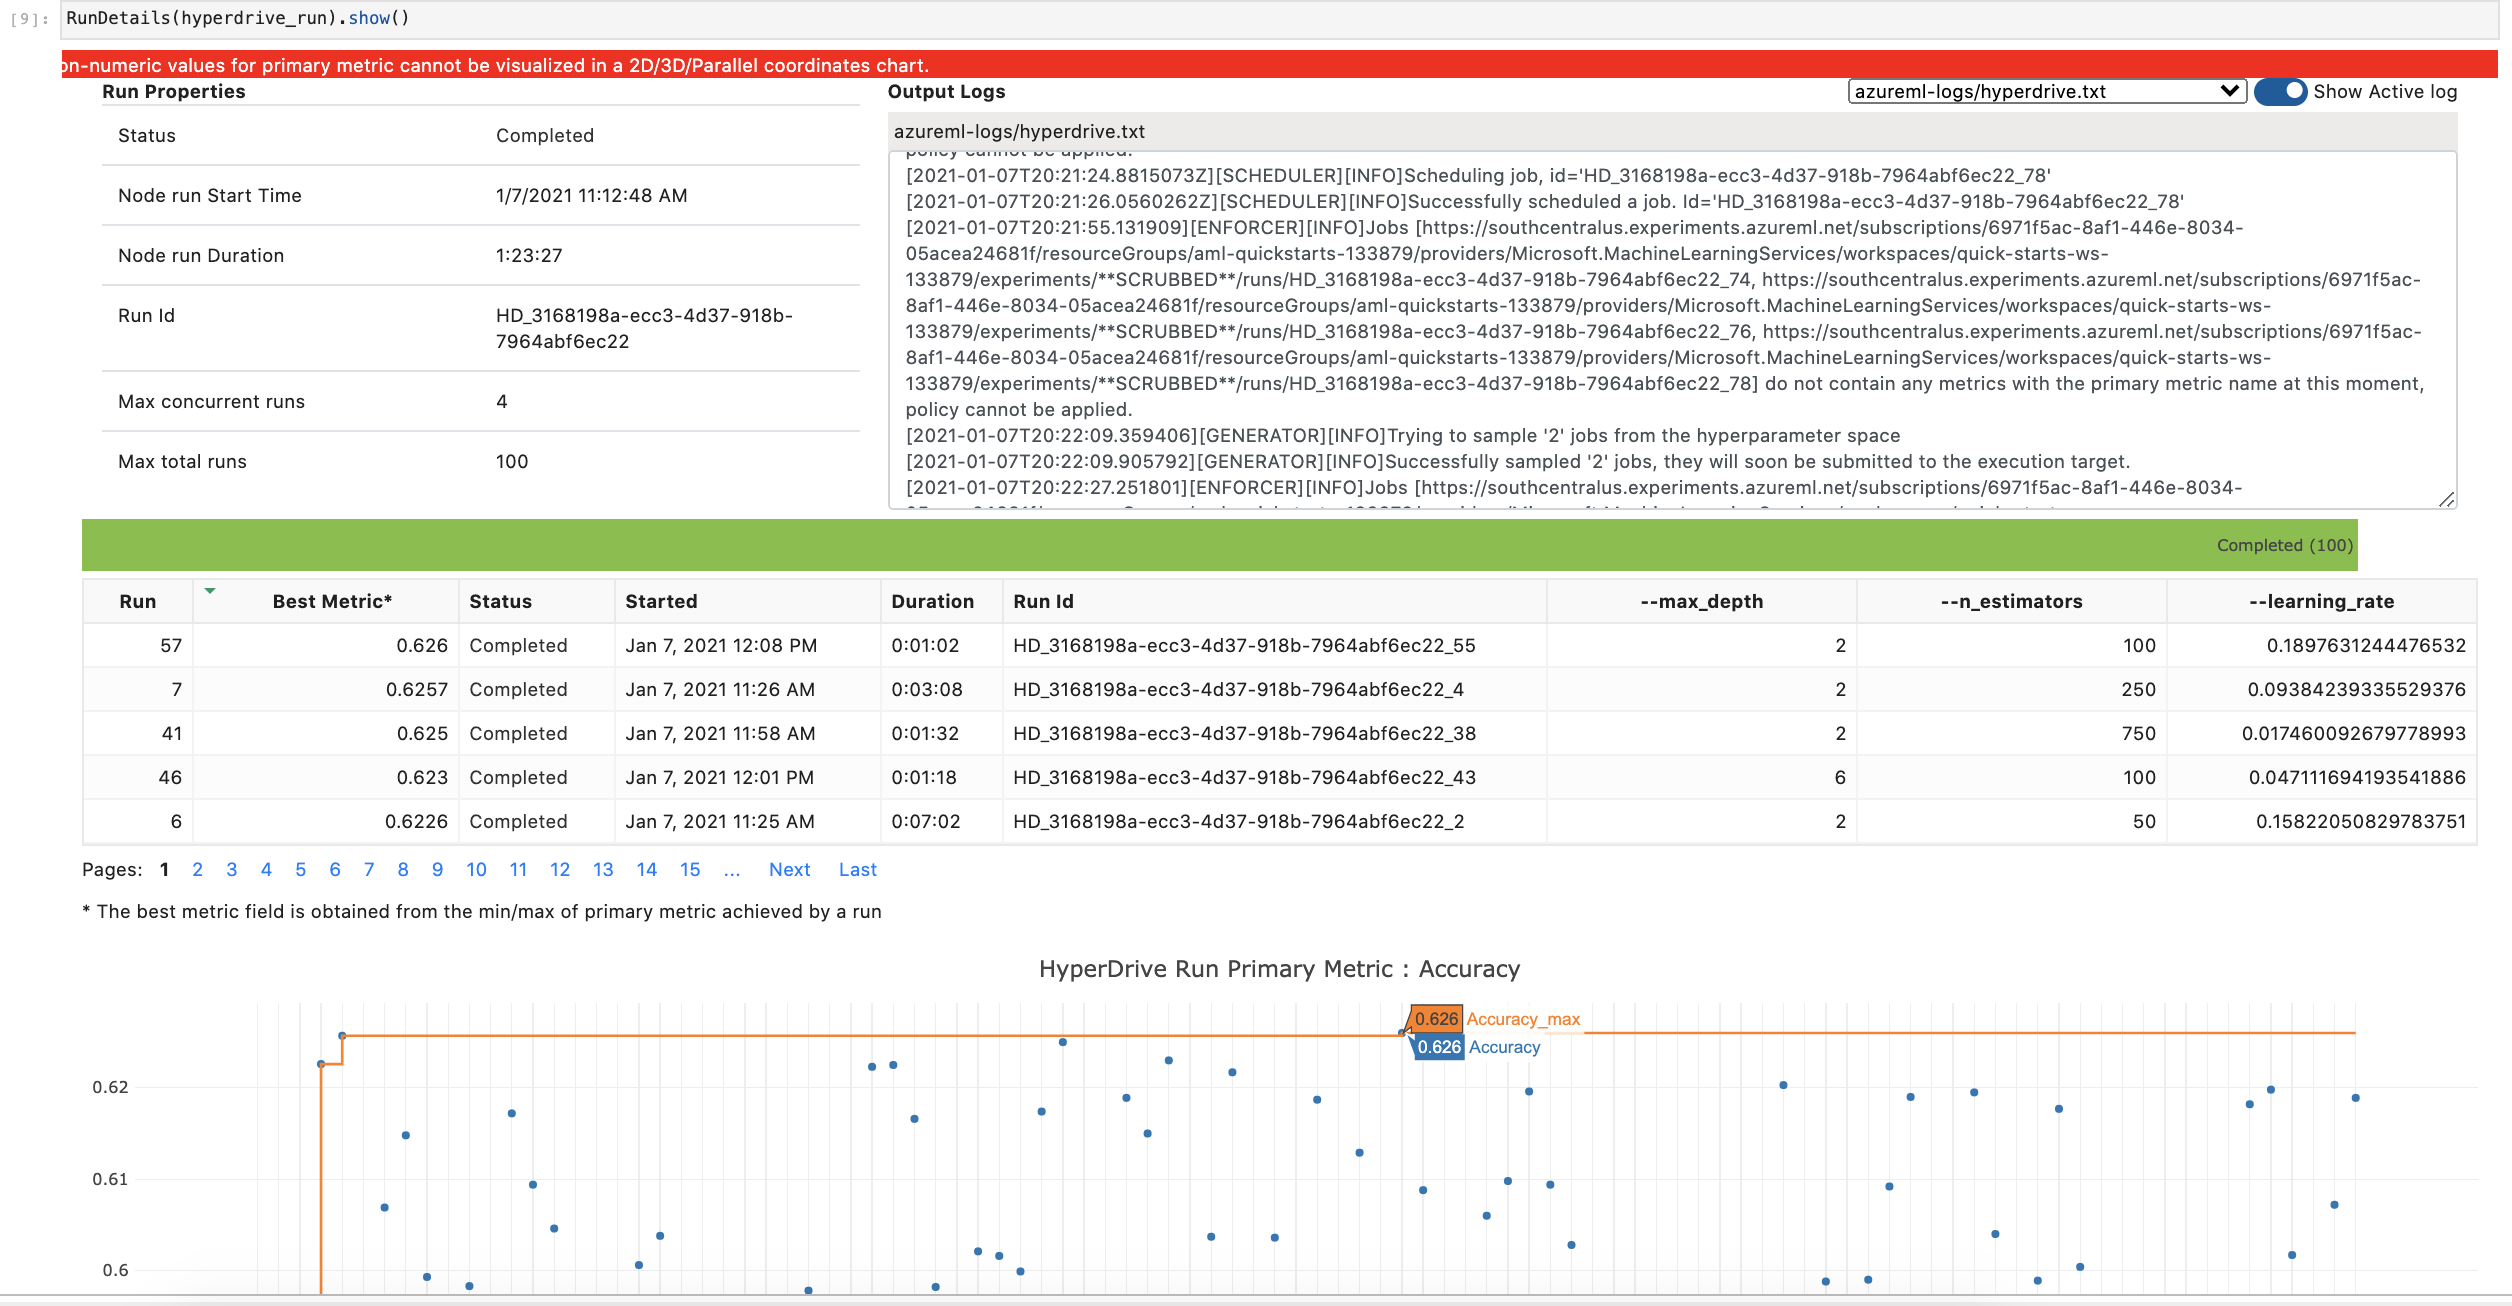 [9]: RunDetails(hyperdrive_run).show()
on-numeric values for primary metric cannot be visualized in a 2D/3D/Parallel coordinates chart.
Run Properties
Status Completed
Node run Start Time 1/7/2021 11:12:48 AM
Node run Duration 1:23:27
Run Id HD_3168198a-ecc3-4d37-918b-
7964abf6ec22
Max concurrent runs 4
Max total runs 100
Output Logs azureml-logs/hyperdrive.txt Show Active log
azureml-logs/hyperdrive.txt
policy cannot be applied.
[2021-01-07T20:21:24.8815073Z][SCHEDULER][INFO]Scheduling job, id='HD_3168198a-ecc3-4d37-918b-7964abf6ec22_78'
[2021-01-07T20:21:26.0560262Z][SCHEDULER][INFO]Successfully scheduled a job. Id='HD_3168198a-ecc3-4d37-918b-7964abf6ec22_78'
[2021-01-07T20:21:55.131909][ENFORCER][INFO]Jobs [https://southcentralus.experiments.azureml.net/subscriptions/6971f5ac-8af1-446e-8034-
05acea24681f/resourceGroups/aml-quickstarts-133879/providers/Microsoft.MachineLearningServices/workspaces/quick-starts-ws-
133879/experiments/**SCRUBBED**/runs/HD_3168198a-ecc3-4d37-918b-7964abf6ec22_74, https://southcentralus.experiments.azureml.net/subscriptions/6971f5ac-
8af1-446e-8034-05acea24681f/resourceGroups/aml-quickstarts-133879/providers/Microsoft.MachineLearningServices/workspaces/quick-starts-ws-
133879/experiments/**SCRUBBED**/runs/HD_3168198a-ecc3-4d37-918b-7964abf6ec22_76, https://southcentralus.experiments.azureml.net/subscriptions/6971f5ac-
8af1-446e-8034-05acea24681f/resourceGroups/aml-quickstarts-133879/providers/Microsoft.MachineLearningServices/workspaces/quick-starts-ws-
133879/experiments/**SCRUBBED**/runs/HD_3168198a-ecc3-4d37-918b-7964abf6ec22_78] do not contain any metrics with the primary metric name at this moment,
policy cannot be applied.
[2021-01-07T20:22:09.359406][GENERATOR][INFO]Trying to sample '2' jobs from the hyperparameter space
[2021-01-07T20:22:09.905792][GENERATOR][INFO]Successfully sampled '2' jobs, they will soon be submitted to the execution target.
[2021-01-07T20:22:27.251801][ENFORCER][INFO]Jobs [https://southcentralus.experiments.azureml.net/subscriptions/6971f5ac-8af1-446e-8034-
Completed (100)
Run Best Metric* Status Started Duration Run Id --max_depth --n_estimators --learning_rate
57 0.626 Completed Jan 7, 2021 12:08 PM 0:01:02 HD_3168198a-ecc3-4d37-918b-7964abf6ec22_55 2 100 0.1897631244476532
7 0.6257 Completed Jan 7, 2021 11:26 AM 0:03:08 HD_3168198a-ecc3-4d37-918b-7964abf6ec22_4 2 250 0.09384239335529376
41 0.625 Completed Jan 7, 2021 11:58 AM 0:01:32 HD_3168198a-ecc3-4d37-918b-7964abf6ec22_38 2 750 0.017460092679778993
46 0.623 Completed Jan 7, 2021 12:01 PM 0:01:18 HD_3168198a-ecc3-4d37-918b-7964abf6ec22_43 6 100 0.047111694193541886
6 0.6226 Completed Jan 7, 2021 11:25 AM 0:07:02 HD_3168198a-ecc3-4d37-918b-7964abf6ec22_2 2 50 0.15822050829783751
Pages: 1 2 3 4 5 6 7 8 9 10 11 12 13 14 15 ... Next Last
* The best metric field is obtained from the min/max of primary metric achieved by a run
HyperDrive Run Primary Metric : Accuracy
0.626 Accuracy_max
0.626 Accuracy
0.62
0.61
0.6